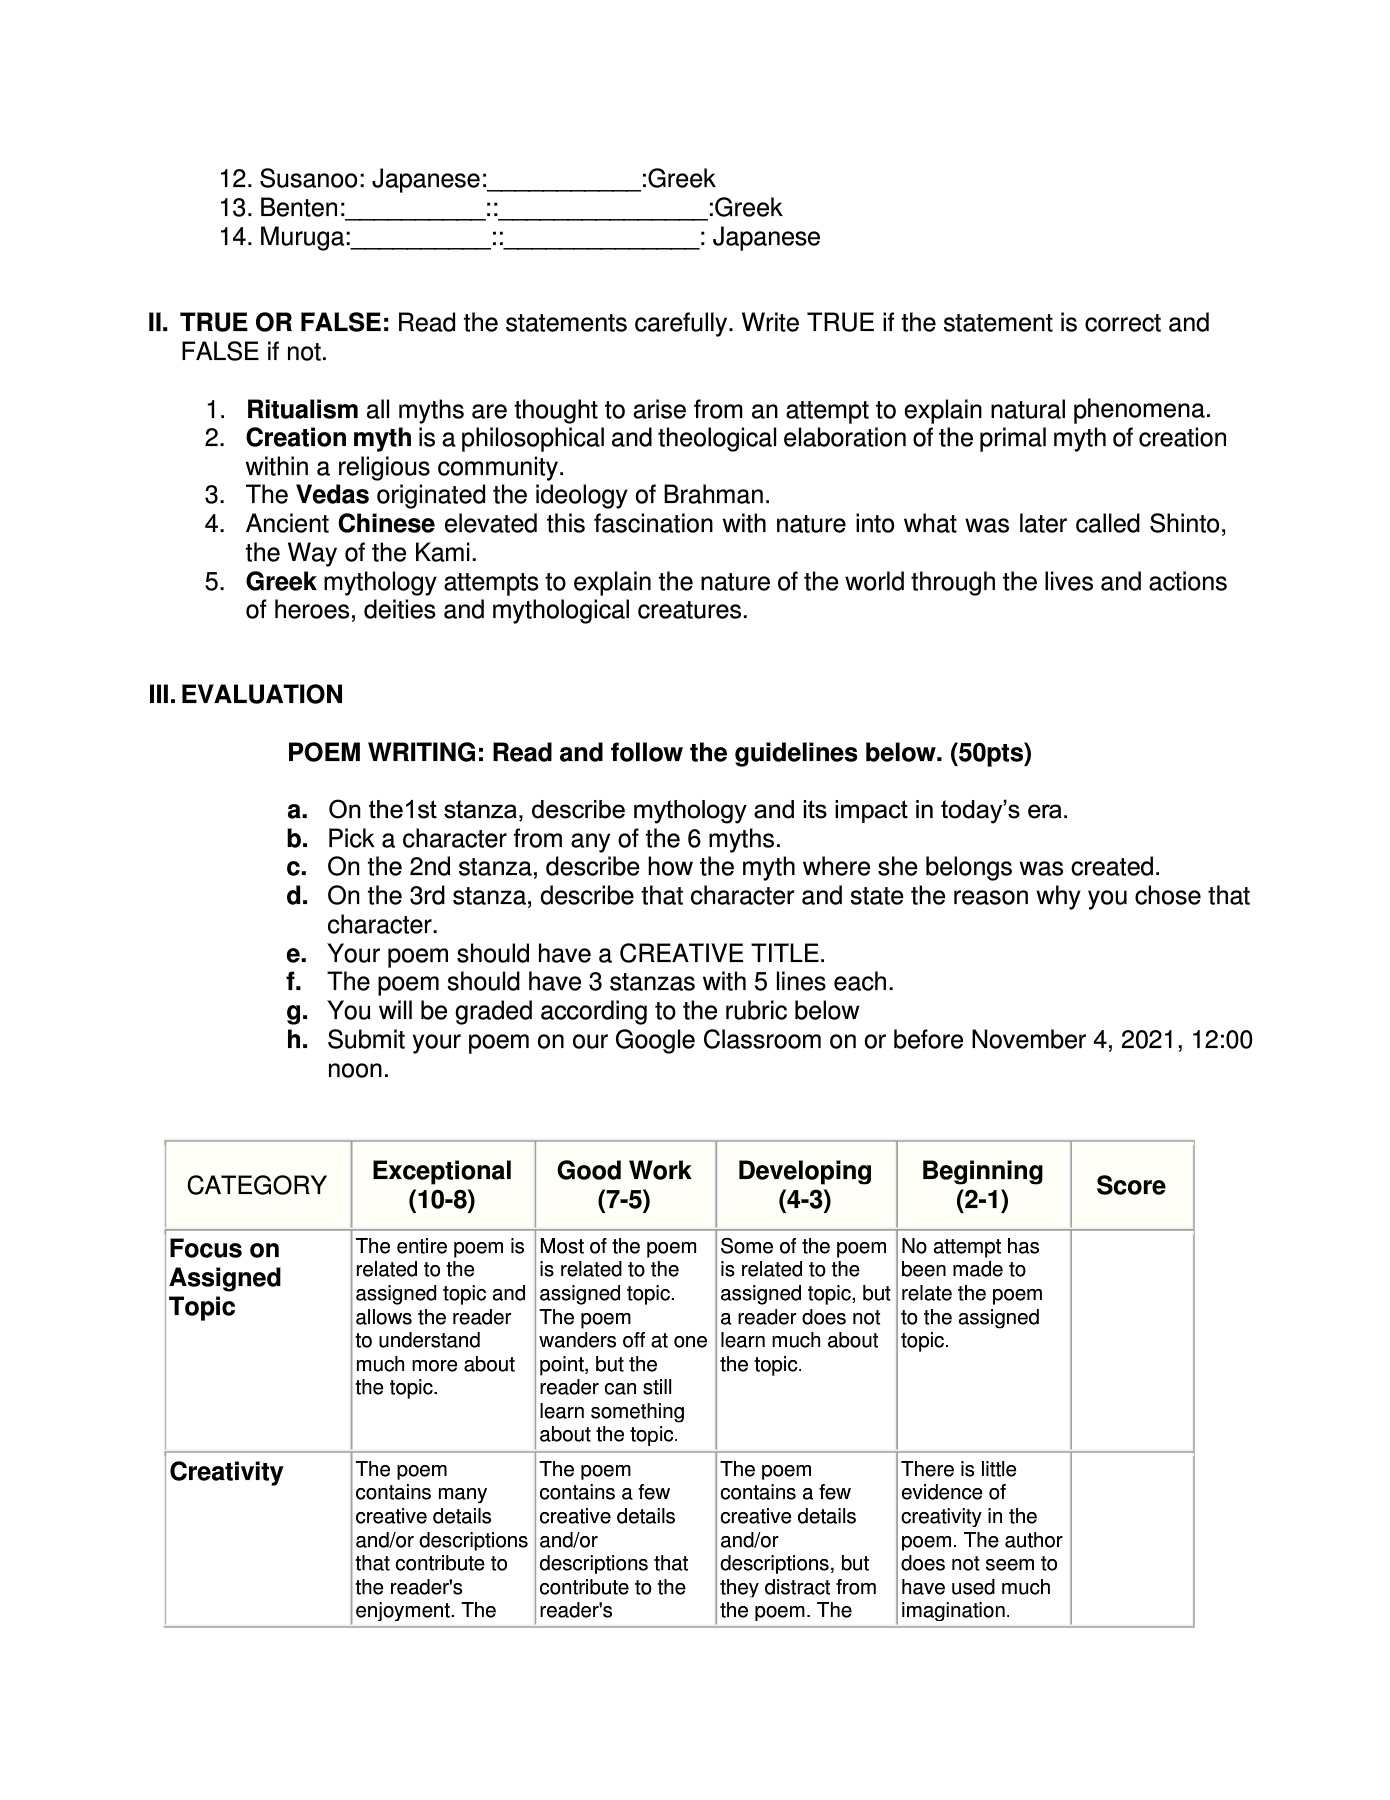 12. Susanoo: Japanese:___________:Greek
13. Benten:__________::_______________:Greek
14. Muruga:__________::______________: Japanese
II. TRUE OR FALSE: Read the statements carefully. Write TRUE if the statement is correct and
FALSE if not.
1. Ritualism all myths are thought to arise from an attempt to explain natural phenomena.
2. Creation myth is a philosophical and theological elaboration of the primal myth of creation
within a religious community.
3. The Vedas originated the ideology of Brahman.
4. Ancient Chinese elevated this fascination with nature into what was later called Shinto,
the Way of the Kami.
5. Greek mythology attempts to explain the nature of the world through the lives and actions
of heroes, deities and mythological creatures.
III. EVALUATION
POEM WRITING: Read and follow the guidelines below. (50pts)
a. On the1st stanza, describe mythology and its impact in today's era.
b. Pick a character from any of the 6 myths.
c. On the 2nd stanza, describe how the myth where she belongs was created.
d. On the 3rd stanza, describe that character and state the reason why you chose that
character.
e. Your poem should have a CREATIVE TITLE.
f. The poem should have 3 stanzas with 5 lines each.
g. You will be graded according to the rubric below
h. Submit your poem on our Google Classroom on or before November 4, 2021, 12:00
noon.
CATEGORY
Exceptional
(10-8)
Good Work
(7-5)
Developing
(4-3)
Beginning
(2-1)
Score
Focus on
Assigned
Topic
The entire poem is
related to the
assigned topic and
allows the reader
to understand
much more about
the topic.
Most of the poem
is related to the
assigned topic.
The poem
wanders off at one
point, but the
reader can still
learn something
about the topic.
Some of the poem
is related to the
assigned topic, but
a reader does not
learn much about
the topic.
No attempt has
been made to
relate the poem
to the assigned
topic.
Creativity
The poem
contains many
creative details
and/or descriptions
that contribute to
the reader's
enjoyment. The
The poem
contains a few
creative details
and/or
descriptions that
contribute to the
reader's
The poem
contains a few
creative details
and/or
descriptions, but
they distract from
the poem. The
There is little
evidence of
creativity in the
poem. The author
does not seem to
have used much
imagination.